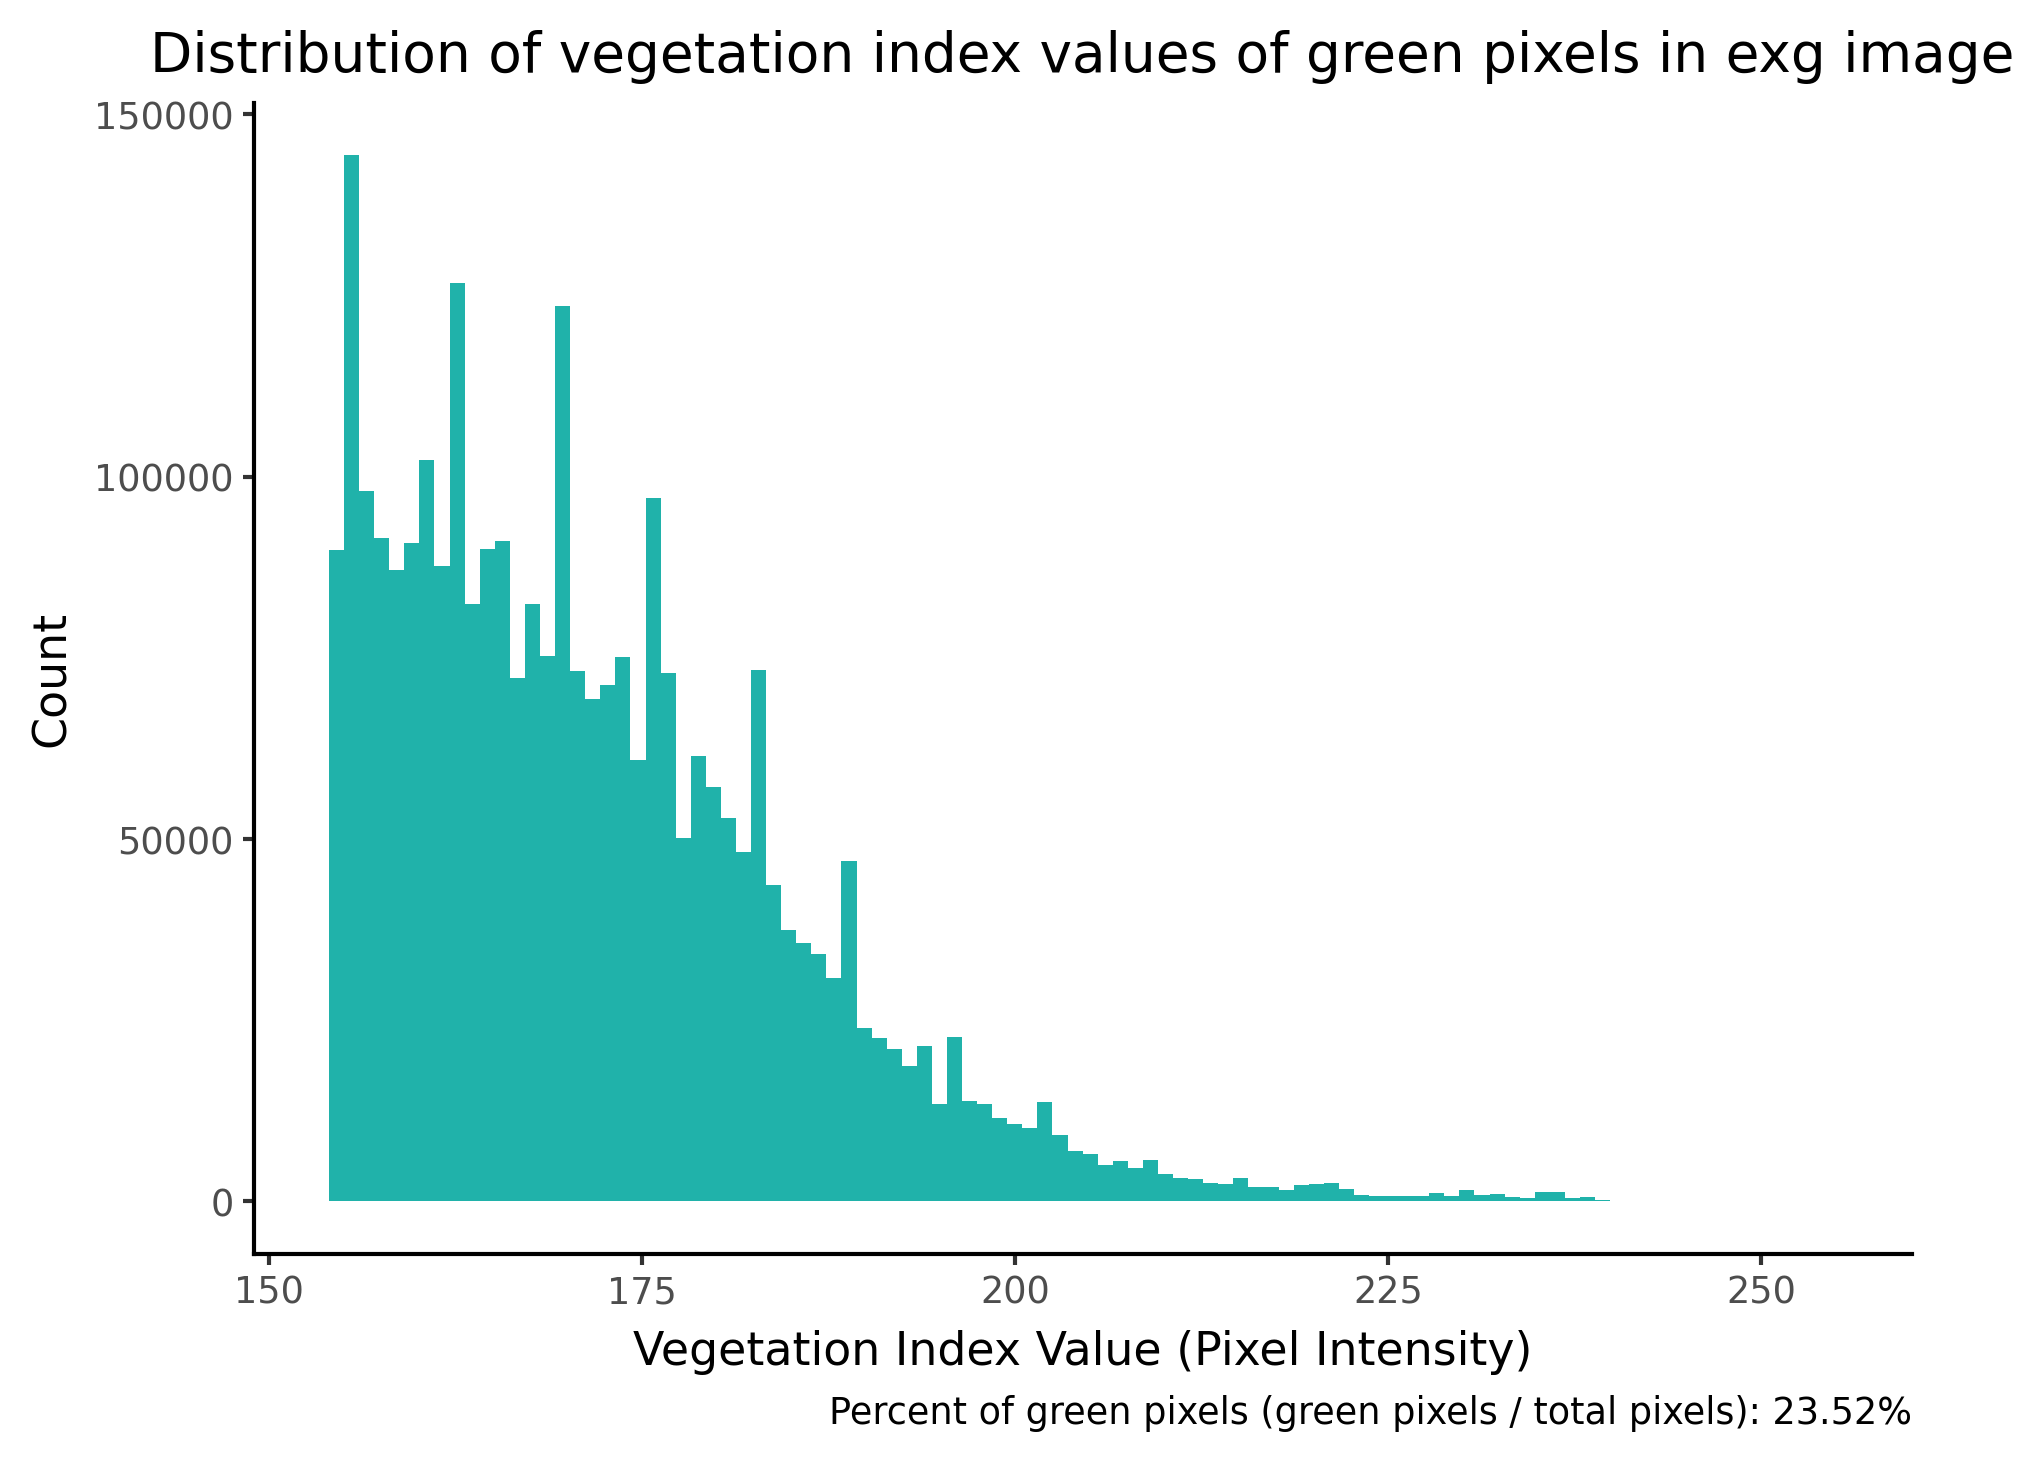 Distribution of vegetation index values of green pixels in exg image
150000
100000
50000
0
Count
150 175 200 225 250
Vegetation Index Value (Pixel Intensity)
Percent of green pixels (green pixels / total pixels): 23.52%